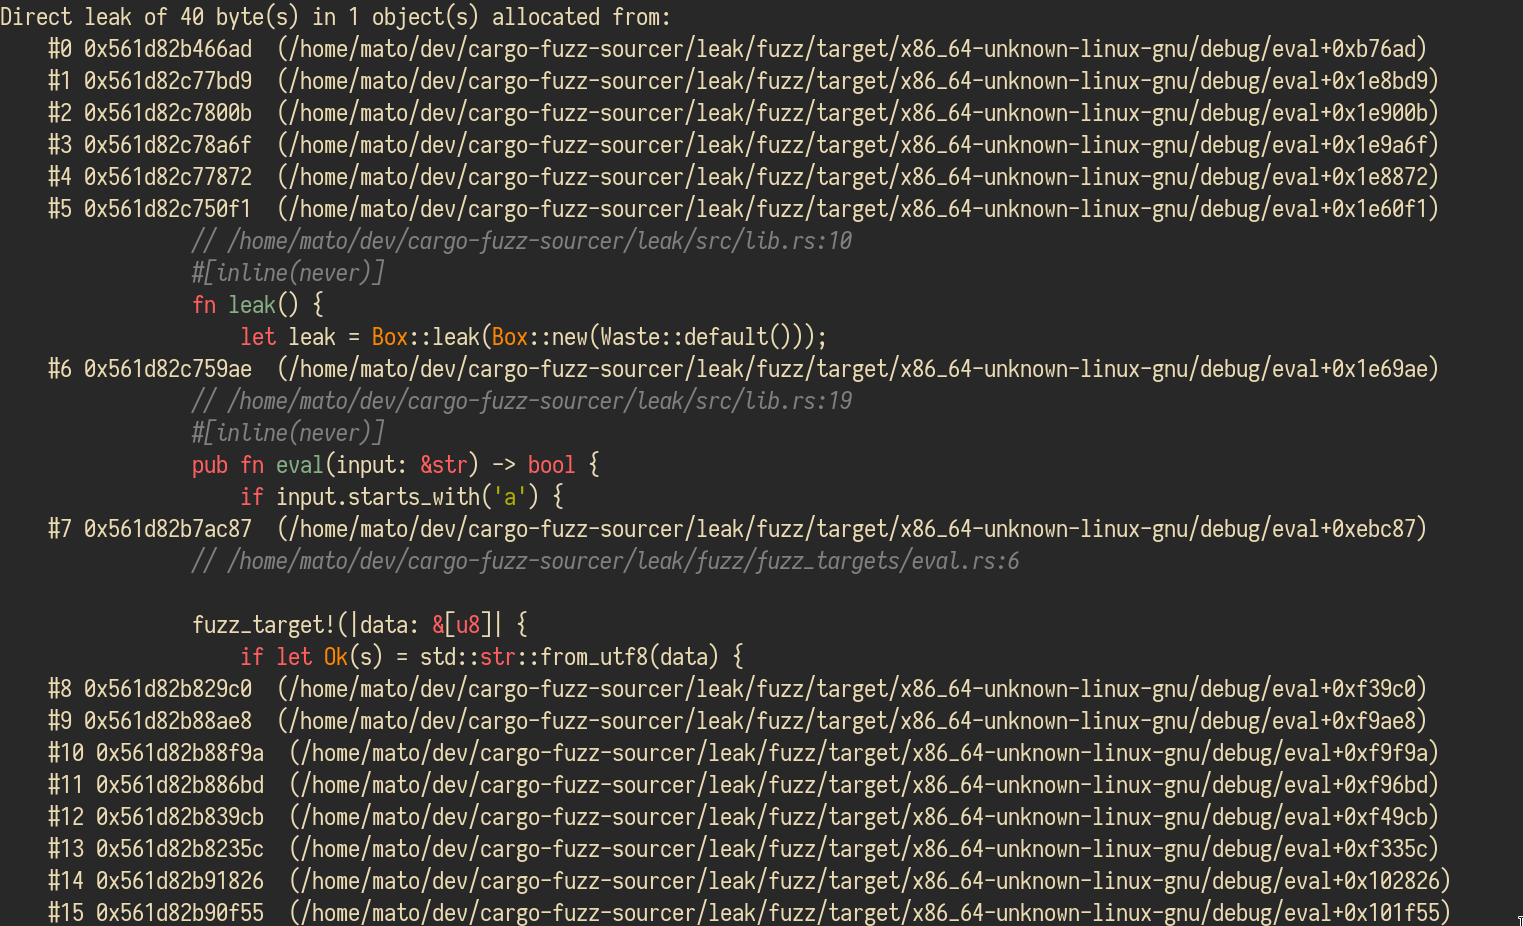 Direct leak of 40 byte(s) in 1 object(s) allocated from:
    #0 0x561d82b466ad  (/home/mato/dev/cargo-fuzz-sourcer/leak/fuzz/target/x86_64-unknown-linux-gnu/debug/eval+0xb76ad)
    #1 0x561d82c77bd9  (/home/mato/dev/cargo-fuzz-sourcer/leak/fuzz/target/x86_64-unknown-linux-gnu/debug/eval+0x1e8bd9)
    #2 0x561d82c7800b  (/home/mato/dev/cargo-fuzz-sourcer/leak/fuzz/target/x86_64-unknown-linux-gnu/debug/eval+0x1e900b)
    #3 0x561d82c78a6f  (/home/mato/dev/cargo-fuzz-sourcer/leak/fuzz/target/x86_64-unknown-linux-gnu/debug/eval+0x1e9a6f)
    #4 0x561d82c77872  (/home/mato/dev/cargo-fuzz-sourcer/leak/fuzz/target/x86_64-unknown-linux-gnu/debug/eval+0x1e8872)
    #5 0x561d82c750f1  (/home/mato/dev/cargo-fuzz-sourcer/leak/fuzz/target/x86_64-unknown-linux-gnu/debug/eval+0x1e60f1)
                // /home/mato/dev/cargo-fuzz-sourcer/leak/src/lib.rs:10
                #[inline(never)]
                fn leak() {
                    let leak = Box::leak(Box::new(Waste::default()));
    #6 0x561d82c759ae  (/home/mato/dev/cargo-fuzz-sourcer/leak/fuzz/target/x86_64-unknown-linux-gnu/debug/eval+0x1e69ae)
                // /home/mato/dev/cargo-fuzz-sourcer/leak/src/lib.rs:19
                #[inline(never)]
                pub fn eval(input: &str) -> bool {
                    if input.starts_with('a') {
    #7 0x561d82b7ac87  (/home/mato/dev/cargo-fuzz-sourcer/leak/fuzz/target/x86_64-unknown-linux-gnu/debug/eval+0xebc87)
                // /home/mato/dev/cargo-fuzz-sourcer/leak/fuzz/fuzz_targets/eval.rs:6

                fuzz_target!(|data: &[u8]| {
                    if let Ok(s) = std::str::from_utf8(data) {
    #8 0x561d82b829c0  (/home/mato/dev/cargo-fuzz-sourcer/leak/fuzz/target/x86_64-unknown-linux-gnu/debug/eval+0xf39c0)
    #9 0x561d82b88ae8  (/home/mato/dev/cargo-fuzz-sourcer/leak/fuzz/target/x86_64-unknown-linux-gnu/debug/eval+0xf9ae8)
    #10 0x561d82b88f9a  (/home/mato/dev/cargo-fuzz-sourcer/leak/fuzz/target/x86_64-unknown-linux-gnu/debug/eval+0xf9f9a)
    #11 0x561d82b886bd  (/home/mato/dev/cargo-fuzz-sourcer/leak/fuzz/target/x86_64-unknown-linux-gnu/debug/eval+0xf96bd)
    #12 0x561d82b839cb  (/home/mato/dev/cargo-fuzz-sourcer/leak/fuzz/target/x86_64-unknown-linux-gnu/debug/eval+0xf49cb)
    #13 0x561d82b8235c  (/home/mato/dev/cargo-fuzz-sourcer/leak/fuzz/target/x86_64-unknown-linux-gnu/debug/eval+0xf335c)
    #14 0x561d82b91826  (/home/mato/dev/cargo-fuzz-sourcer/leak/fuzz/target/x86_64-unknown-linux-gnu/debug/eval+0x102826)
    #15 0x561d82b90f55  (/home/mato/dev/cargo-fuzz-sourcer/leak/fuzz/target/x86_64-unknown-linux-gnu/debug/eval+0x101f55)